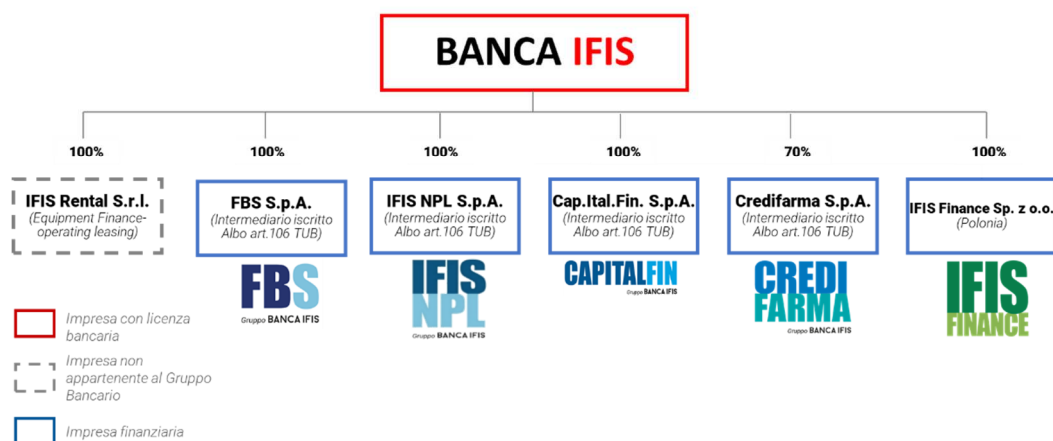 BANCA IFIS
100%
100%
100%
100%
70%
100%
IFIS Rental S.r.l.
(Equipment Finance-
operating leasing)
FBS S.p.A.
(Intermediario iscritto
Albo art.106 TUB)
IFIS NPL S.p.A.
(Intermediario iscritto
Albo art.106 TUB)
Cap.Ital.Fin. S.p.A.
(Intermediario iscritto
Albo art.106 TUB)
Credifarma S.p.A.
(Intermediario iscritto
Albo art.106 TUB)
IFIS Finance Sp. z o.o.
(Polonia)
FBS
Gruppo BANCA IFIS
IFIS
NPL
Gruppo BANCA IFIS
CAPITALFIN
Gruppo BANCA IFIS
CREDI
FARMA
Gruppo BANCA IFIS
IFIS
FINANCE
Impresa con licenza
bancaria
Impresa non
appartenente al Gruppo
Bancario
Impresa finanziaria